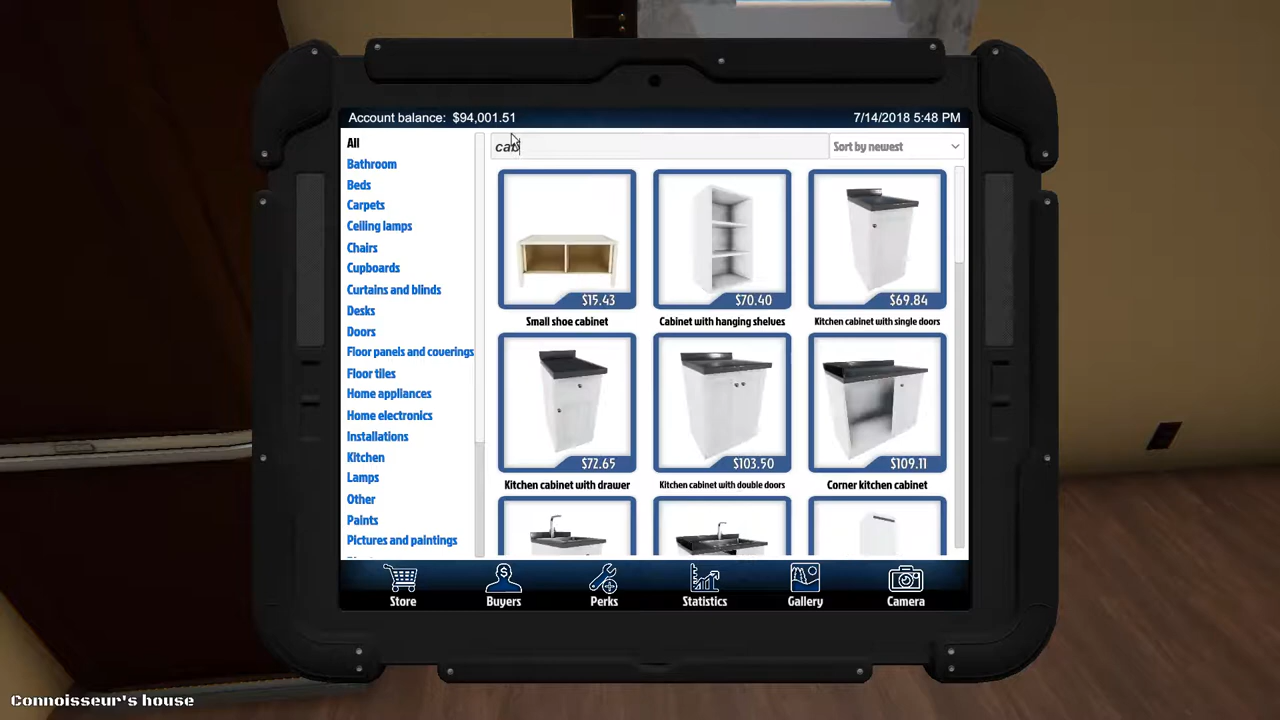 Account balance: $94,001.51
7/14/2018 5:48 PM
All
Bathroom
Beds
Carpets
Ceiling lamps
Chairs
Cupboards
Curtains and blinds
Desks
Doors
Floor panels and coverings
Floor tiles
Home appliances
Home electronics
Installations
Kitchen
Lamps
Other
Paints
Pictures and paintings
cab
Sort by newest
$15.43
$70.40
$69.84
Small shoe cabinet
Cabinet with hanging shelves
Kitchen cabinet with single doors
$72.65
$103.50
$109.11
Kitchen cabinet with drawer
Kitchen cabinet with double doors
Corner kitchen cabinet
Store
Buyers
Perks
Statistics
Gallery
Camera
Connoisseur's house